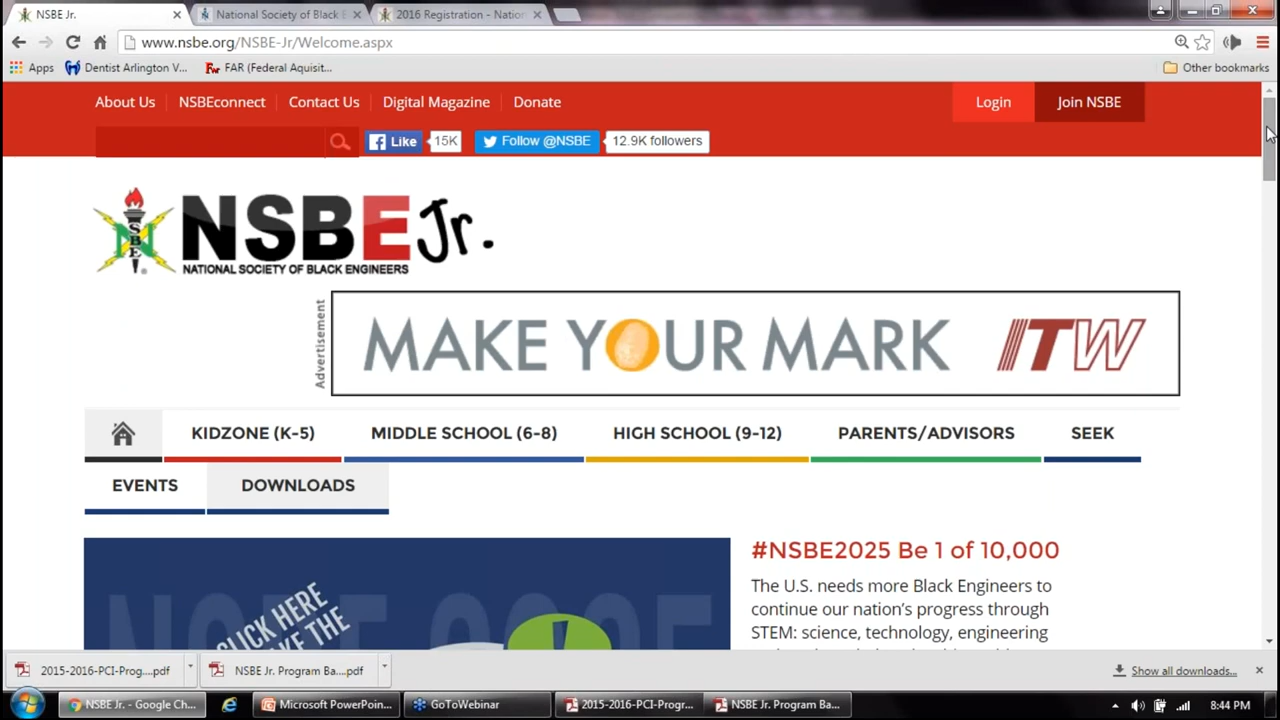 NSBE Jr.
National Society of Black E
2016 Registration - Nation
www.nsbe.org/NSBE-Jr/Welcome.aspx
Apps
Dentist Arlington V...
FAR (Federal Aquisit...
Other bookmarks
About Us
NSBEconnect
Contact Us
Digital Magazine
Donate
Login
Join NSBE
Like
15K
Follow @NSBE
12.9K followers
NSBE
NSBE Jr.
NATIONAL SOCIETY OF BLACK ENGINEERS
Advertisement
MAKE YOUR MARK
ITW
KIDZONE (K-5)
MIDDLE SCHOOL (6-8)
HIGH SCHOOL (9-12)
PARENTS/ADVISORS
SEEK
EVENTS
DOWNLOADS
CLICK HERE
KE THE
#NSBE2025 Be 1 of 10,000
The U.S. needs more Black Engineers to
continue our nation's progress through
STEM: science, technology, engineering
2015-2016-PCI-Prog....pdf
NSBE Jr. Program Ba....pdf
Show all downloads...
NSBE Jr. - Google Ch...
Microsoft PowerPoin...
GoToWebinar
2015-2016-PCI-Progr...
NSBE Jr. Program Ba...
8:44 PM